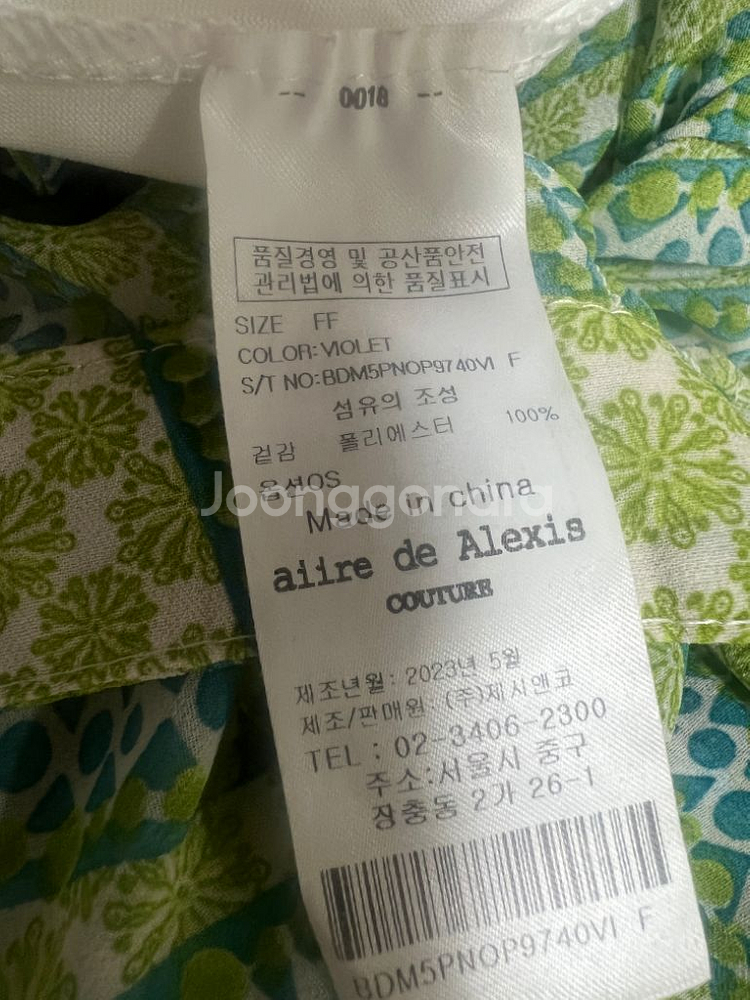 -- 0018 --
품질경영 및 공산품안전
관리법에 의한 품질표시
SIZE FF
COLOR:VIOLET
S/T NO:BDM5PNOP9740VI F
섬유의 조성
겉감 폴리에스터 100%
옵션OS
Joonggonara
Made in china
aiire de Alexis
COUTURE
제조년월: 2023년 5월
제조/판매원: (주)제시앤코
TEL : 02-3406-2300
주소:서울시 중구
장충동 2가 26-1
BDM5PNOP9740VI F